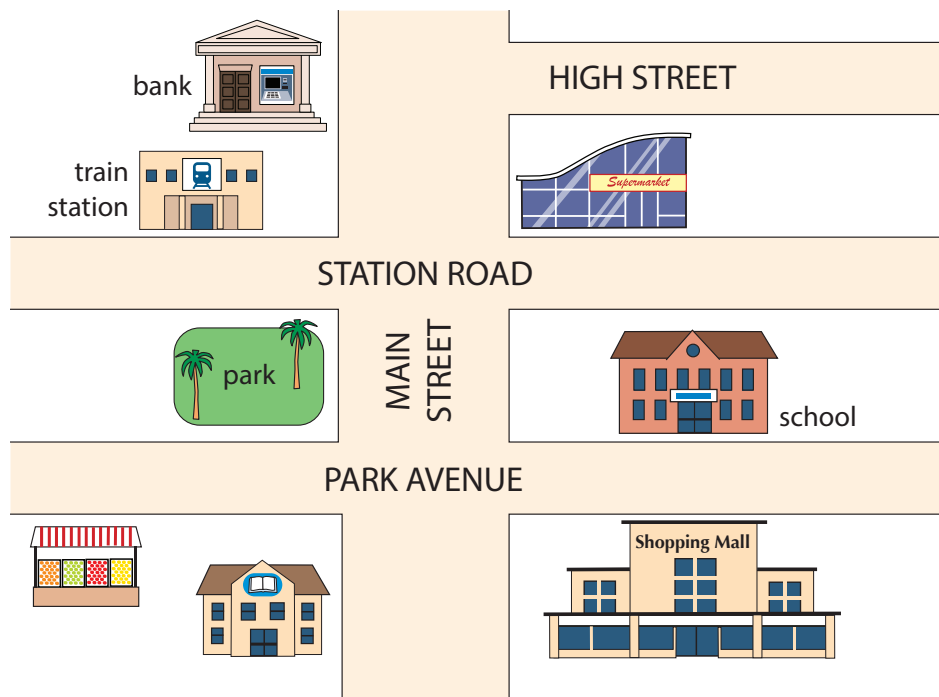 bank
HIGH STREET
train
station
Supermarket
STATION ROAD
MAIN
STREET
park
school
PARK AVENUE
Shopping Mall